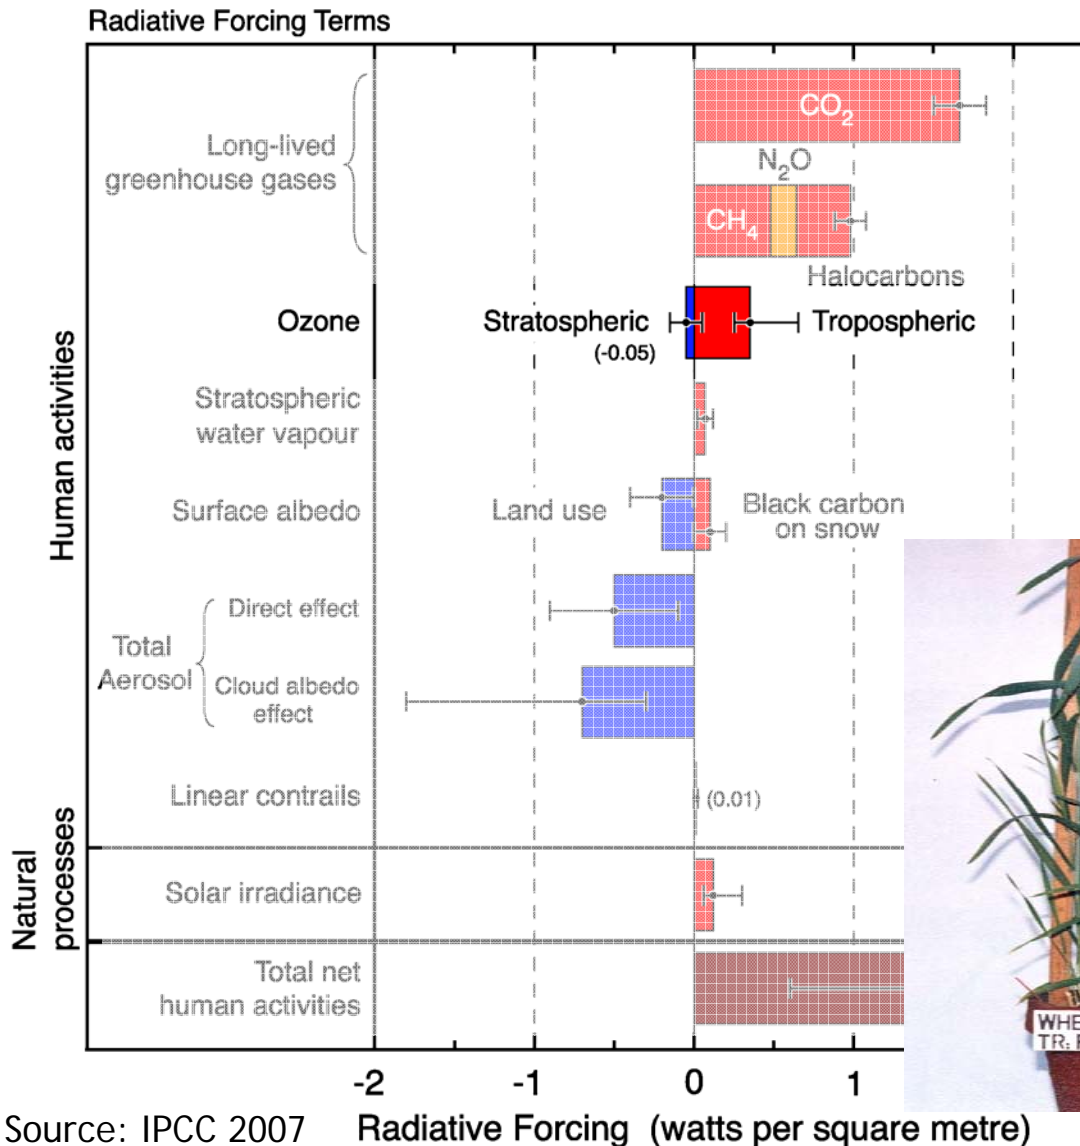 Radiative Forcing Terms
CO2
Long-lived
greenhouse gases
N2O
CH4
Halocarbons
Ozone
Stratospheric
(-0.05)
Tropospheric
Stratospheric
water vapour
Surface albedo
Land use
Black carbon
on snow
Human activities
Direct effect
Total
Aerosol
Cloud albedo
effect
Linear contrails
(0.01)
Natural
processes
Solar irradiance
Total net
human activities
-2 -1 0 1
Source: IPCC 2007
Radiative Forcing (watts per square metre)